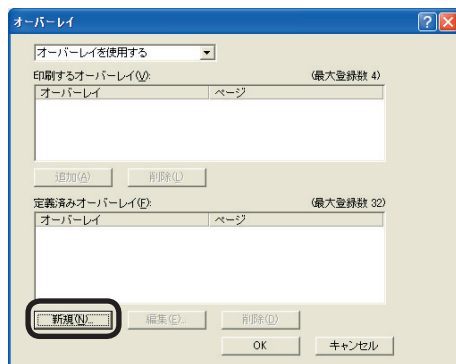 オーバーレイ
オーバーレイを使用する
印刷するオーバーレイ(V): (最大登録数 4)
オーバーレイ ページ
追加(A) 削除(L)
定義済みオーバーレイ(F): (最大登録数 32)
オーバーレイ ページ
新規(N)... 編集(E)... 削除(D)
OK キャンセル